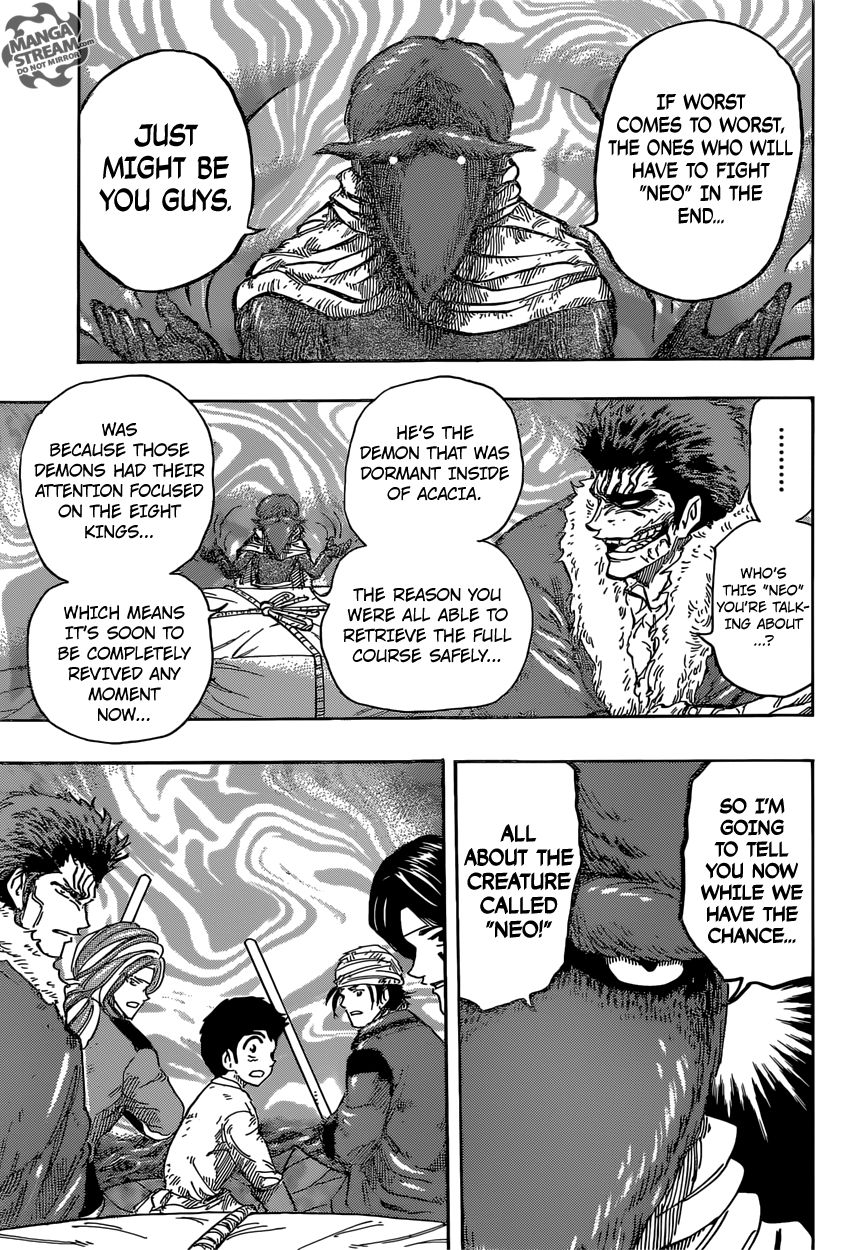 MANGA
STREAM.com
DO NOT MIRROR!
IF WORST
COMES TO WORST,
THE ONES WHO WILL
HAVE TO FIGHT
"NEO" IN THE
END...
JUST
MIGHT BE
YOU GUYS.
.........
WHO'S
THIS "NEO"
YOU'RE TALK-
ING ABOUT
...?
HE'S THE
DEMON THAT WAS
DORMANT INSIDE
OF ACACIA.
THE REASON YOU
WERE ALL ABLE TO
RETRIEVE THE FULL
COURSE SAFELY...
WAS
BECAUSE THOSE
DEMONS HAD THEIR
ATTENTION FOCUSED
ON THE EIGHT
KINGS...
WHICH MEANS
IT'S SOON TO
BE COMPLETELY
REVIVED ANY
MOMENT
NOW...
SO I'M
GOING
TO TELL
YOU NOW
WHILE WE
HAVE THE
CHANCE...
ALL
ABOUT THE
CREATURE
CALLED
"NEO!"